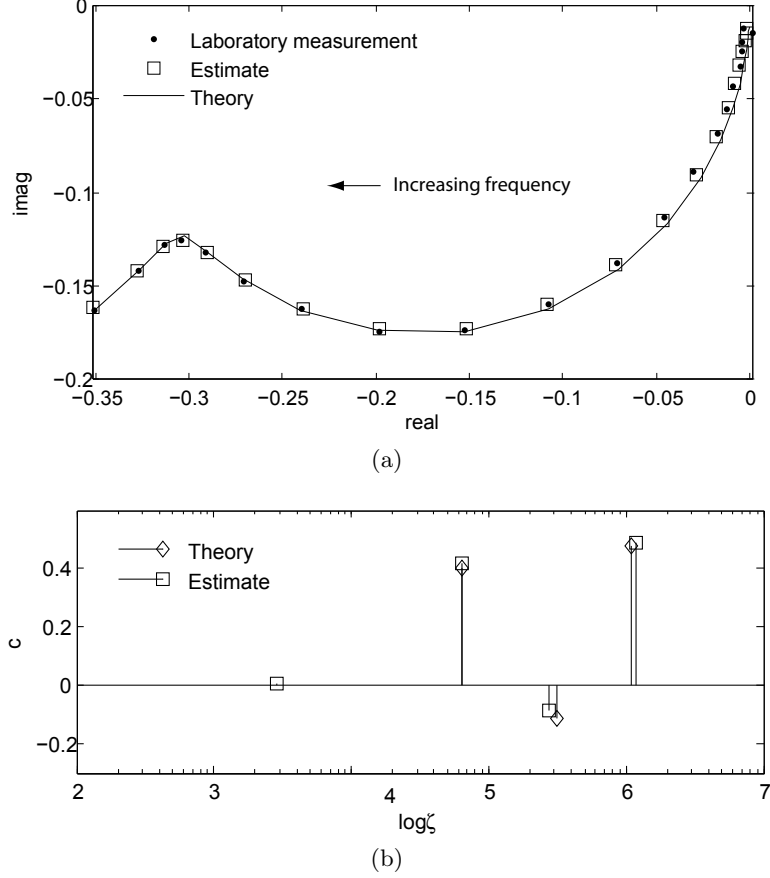 0
−0.05
−0.1
−0.15
−0.2
imag
Laboratory measurement
Estimate
Theory
Increasing frequency
−0.35
−0.3
−0.25
−0.2
−0.15
−0.1
−0.05
0
real
(a)
0.4
0.2
0
−0.2
c
Theory
Estimate
2
3
4
5
6
7
logζ
(b)